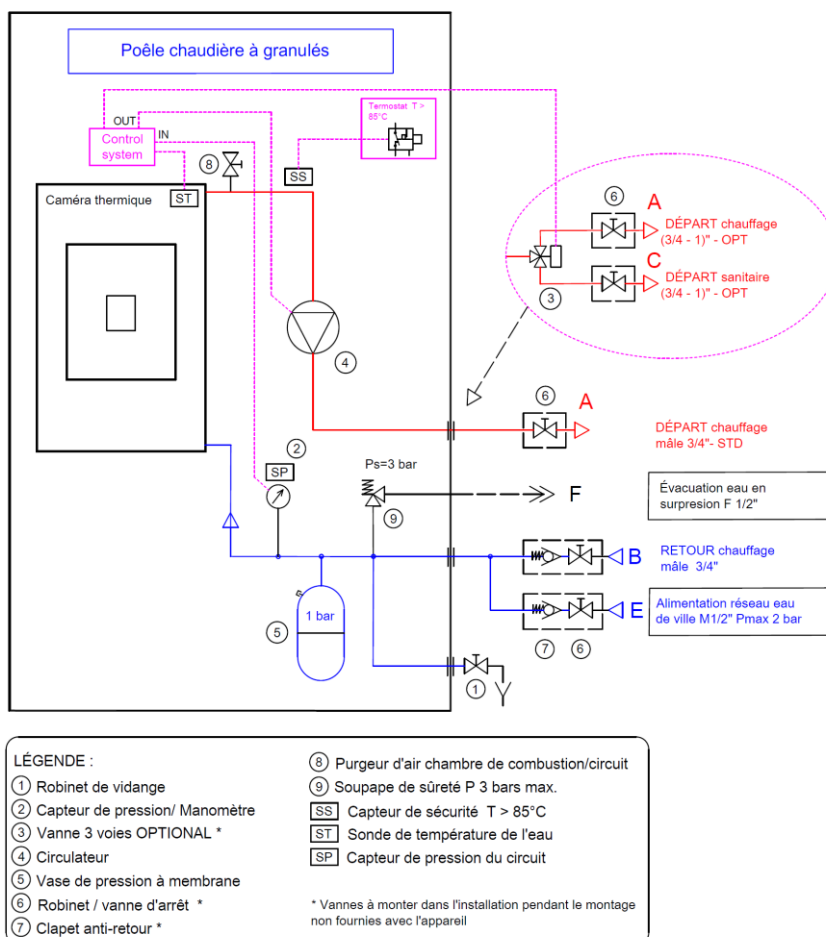 Poêle chaudière à granulés
Termostat T >
85°C
OUT
IN
Control
system
8
SS
ST
Caméra thermique
6
A
DÉPART chauffage
(3/4 - 1)" - OPT
C
DÉPART sanitaire
(3/4 - 1)" - OPT
3
4
6
A
DÉPART chauffage
mâle 3/4"- STD
2
SP
Ps=3 bar
9
F
Évacuation eau en
surpresion F 1/2"
B
RETOUR chauffage
mâle 3/4"
1 bar
5
E
Alimentation réseau eau
de ville M1/2" Pmax 2 bar
7
6
1
LÉGENDE :
1 Robinet de vidange
2 Capteur de pression/ Manomètre
3 Vanne 3 voies OPTIONAL *
4 Circulateur
5 Vase de pression à membrane
6 Robinet / vanne d'arrêt *
7 Clapet anti-retour *
8 Purgeur d'air chambre de combustion/circuit
9 Soupape de sûreté P 3 bars max.
SS Capteur de sécurité T > 85°C
ST Sonde de température de l'eau
SP Capteur de pression du circuit
* Vannes à monter dans l'installation pendant le montage
non fournies avec l'appareil